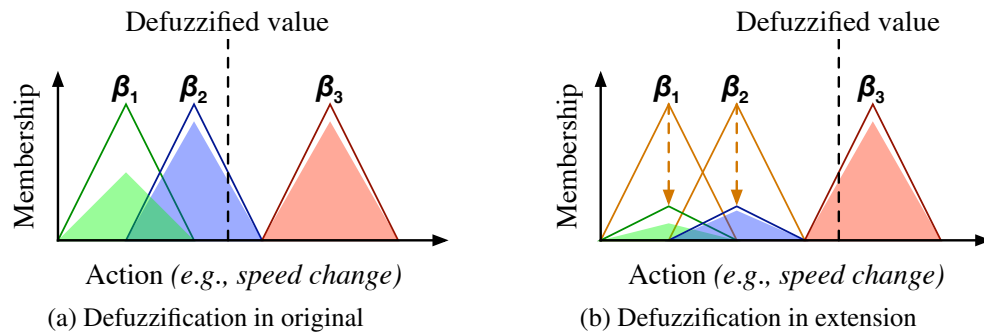 Defuzzified value
β1 β2 β3
Membership
Action (e.g., speed change)
(a) Defuzzification in original
Defuzzified value
β1 β2 β3
Membership
Action (e.g., speed change)
(b) Defuzzification in extension